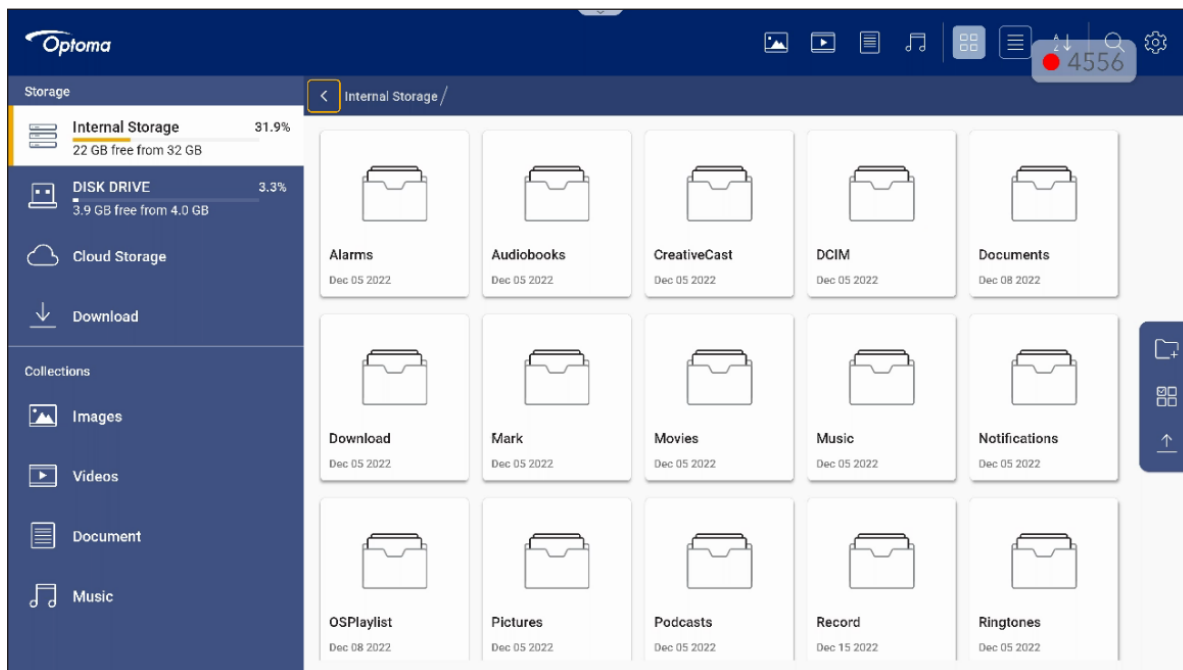 Optoma
4556
Storage
Internal Storage 31.9%
22 GB free from 32 GB
DISK DRIVE 3.3%
3.9 GB free from 4.0 GB
Cloud Storage
Download
Collections
Images
Videos
Document
Music
Internal Storage /
Alarms Audiobooks CreativeCast DCIM Documents
Dec 05 2022 Dec 05 2022 Dec 05 2022 Dec 05 2022 Dec 08 2022
Download Mark Movies Music Notifications
Dec 05 2022 Dec 05 2022 Dec 05 2022 Dec 05 2022 Dec 05 2022
OSPlaylist Pictures Podcasts Record Ringtones
Dec 08 2022 Dec 05 2022 Dec 05 2022 Dec 15 2022 Dec 05 2022